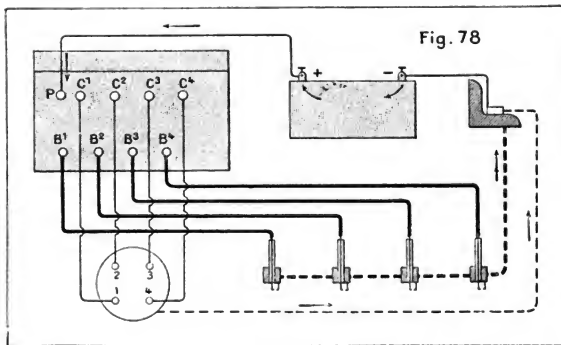 Fig. 78
+ −
P C¹ C² C³ C⁴
B¹ B² B³ B⁴
2 3
1 4